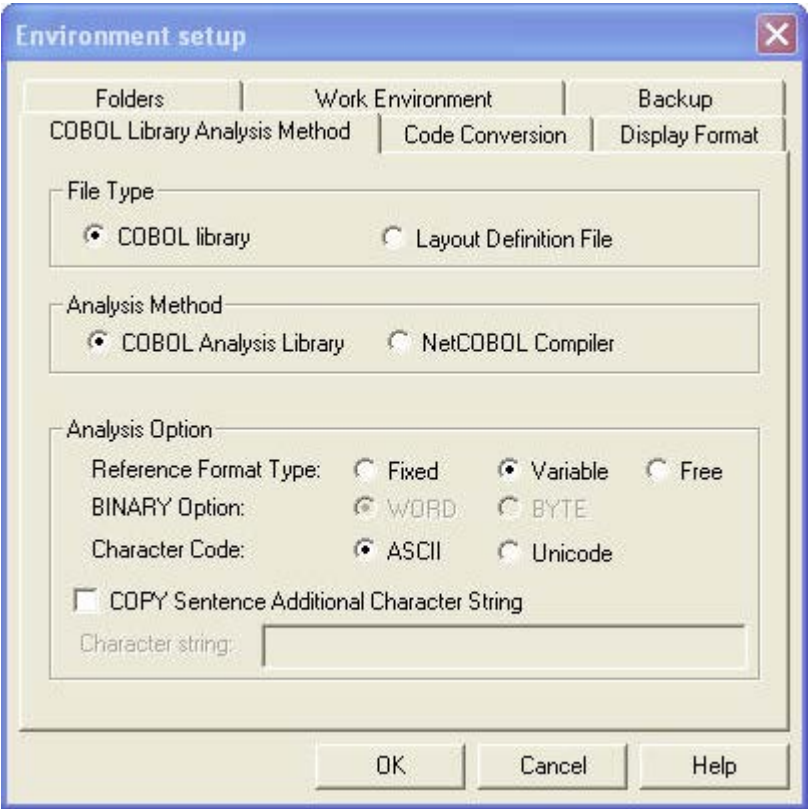 Environment setup
Folders Work Environment Backup
COBOL Library Analysis Method Code Conversion Display Format
File Type
COBOL library Layout Definition File
Analysis Method
COBOL Analysis Library NetCOBOL Compiler
Analysis Option
Reference Format Type: Fixed Variable Free
BINARY Option: WORD BYTE
Character Code: ASCII Unicode
COPY Sentence Additional Character String
Character string:
OK Cancel Help